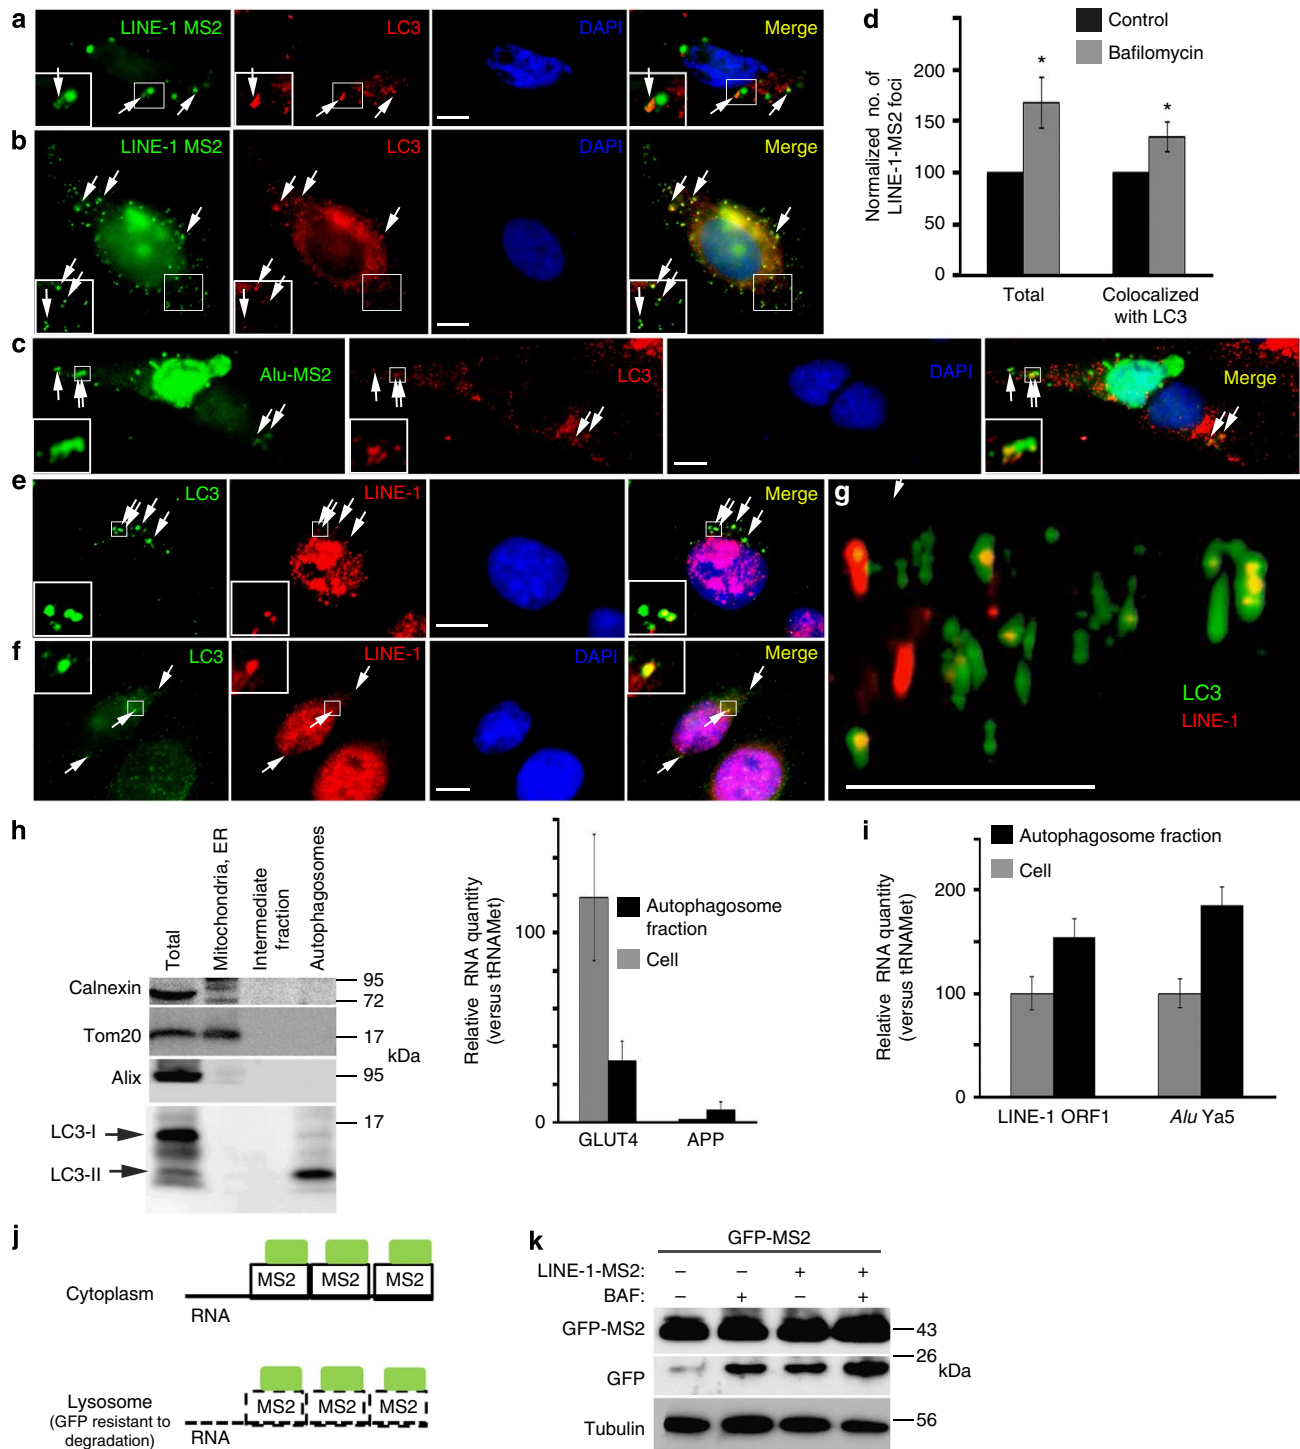 a
LINE-1 MS2
LC3
DAPI
Merge
b
LINE-1 MS2
LC3
DAPI
Merge
c
Alu-MS2
LC3
DAPI
Merge
d
Control
Bafilomycin
Normalized no. of
LINE-1-MS2 foci
200
150
100
50
0
*
*
Total
Colocalized
with LC3
e
LC3
LINE-1
Merge
f
LC3
LINE-1
DAPI
Merge
g
LC3
LINE-1
h
Total
Mitochondria, ER
Intermediate
fraction
Autophagosomes
Calnexin
95
72
Tom20
17
kDa
Alix
95
17
LC3-I
LC3-II
Relative RNA quantity
(versus tRNAMet)
100
0
Autophagosome
fraction
Cell
GLUT4
APP
i
Autophagosome fraction
Cell
Relative RNA quantity
(versus tRNAMet)
200
100
0
LINE-1 ORF1
Alu Ya5
j
MS2 MS2 MS2
Cytoplasm
RNA
MS2 MS2 MS2
Lysosome
(GFP resistant to
degradation)
RNA
k
GFP-MS2
LINE-1-MS2: – – + +
BAF: – + – +
GFP-MS2
43
26
kDa
GFP
Tubulin
56